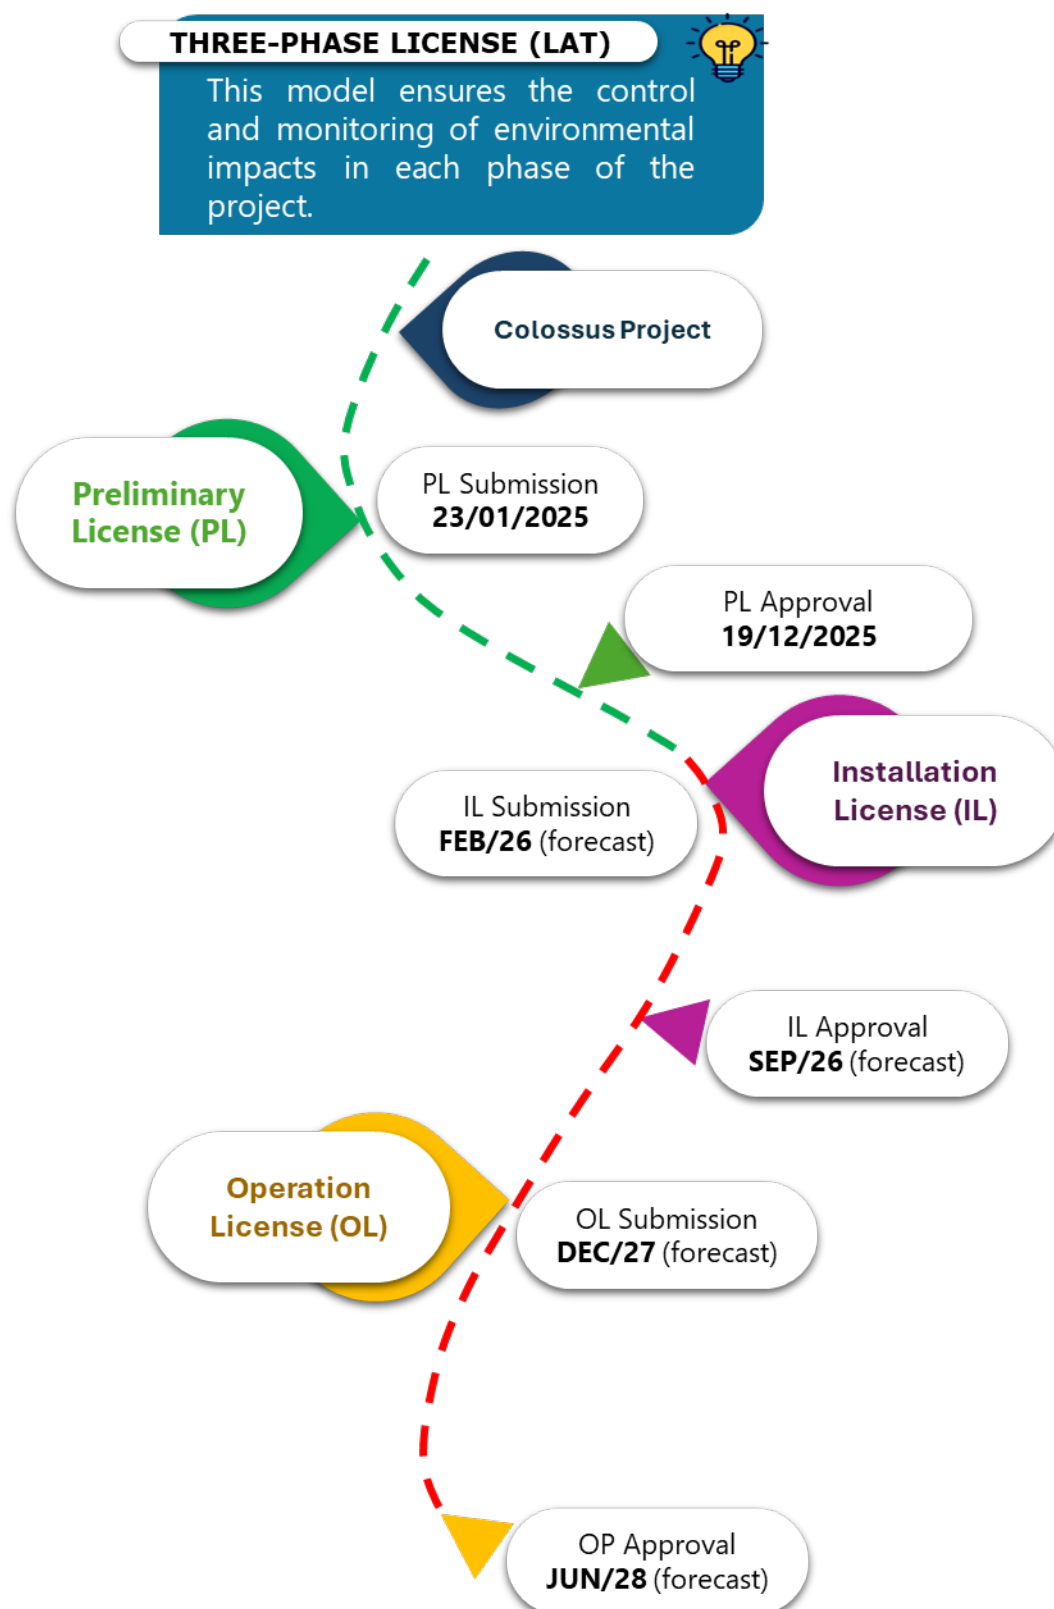 THREE-PHASE LICENSE (LAT)
This model ensures the control
and monitoring of environmental
impacts in each phase of the
project.
Colossus Project
Preliminary
License (PL)
PL Submission
23/01/2025
PL Approval
19/12/2025
Installation
License (IL)
IL Submission
FEB/26 (forecast)
IL Approval
SEP/26 (forecast)
Operation
License (OL)
OL Submission
DEC/27 (forecast)
OP Approval
JUN/28 (forecast)